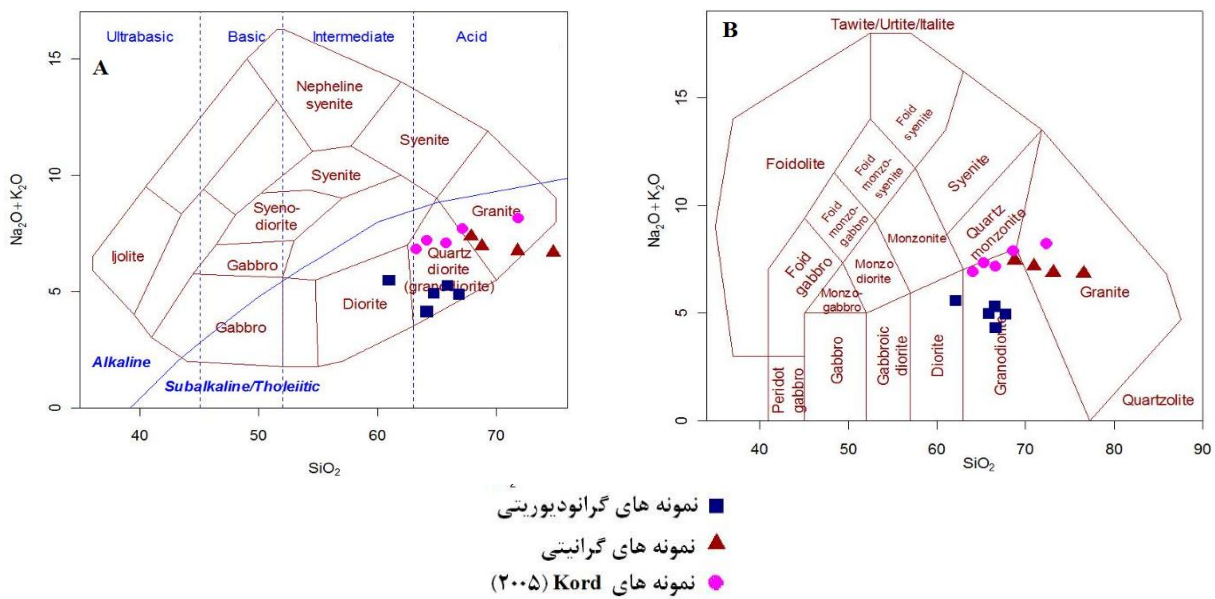 A
Ultrabasic
Basic
Intermediate
Acid
Nepheline
syenite
Syenite
Syenite
Syeno-
diorite
Granite
Ijolite
Gabbro
Quartz
diorite
(granodiorite)
Diorite
Gabbro
Alkaline
Subalkaline/Tholeiitic
Na₂O+K₂O
0
5
10
15
40
50
60
70
SiO₂
B
Tawite/Urtite/Italite
Foidolite
Foid
syenite
Foid
monzo-
syenite
Syenite
Foid
monzo-
gabbro
Quartz
monzonite
Monzonite
Foid
gabbro
Monzo
diorite
Monzo-
gabbro
Granite
Peridot
gabbro
Gabbro
Gabbroic
diorite
Diorite
Granodiorite
Quartzolite
Na₂O+K₂O
0
5
10
15
40
50
60
70
80
90
SiO₂
نمونه های گرانودیوریتی
نمونه های گرانیتی
نمونه های Kord (۲۰۰۵)